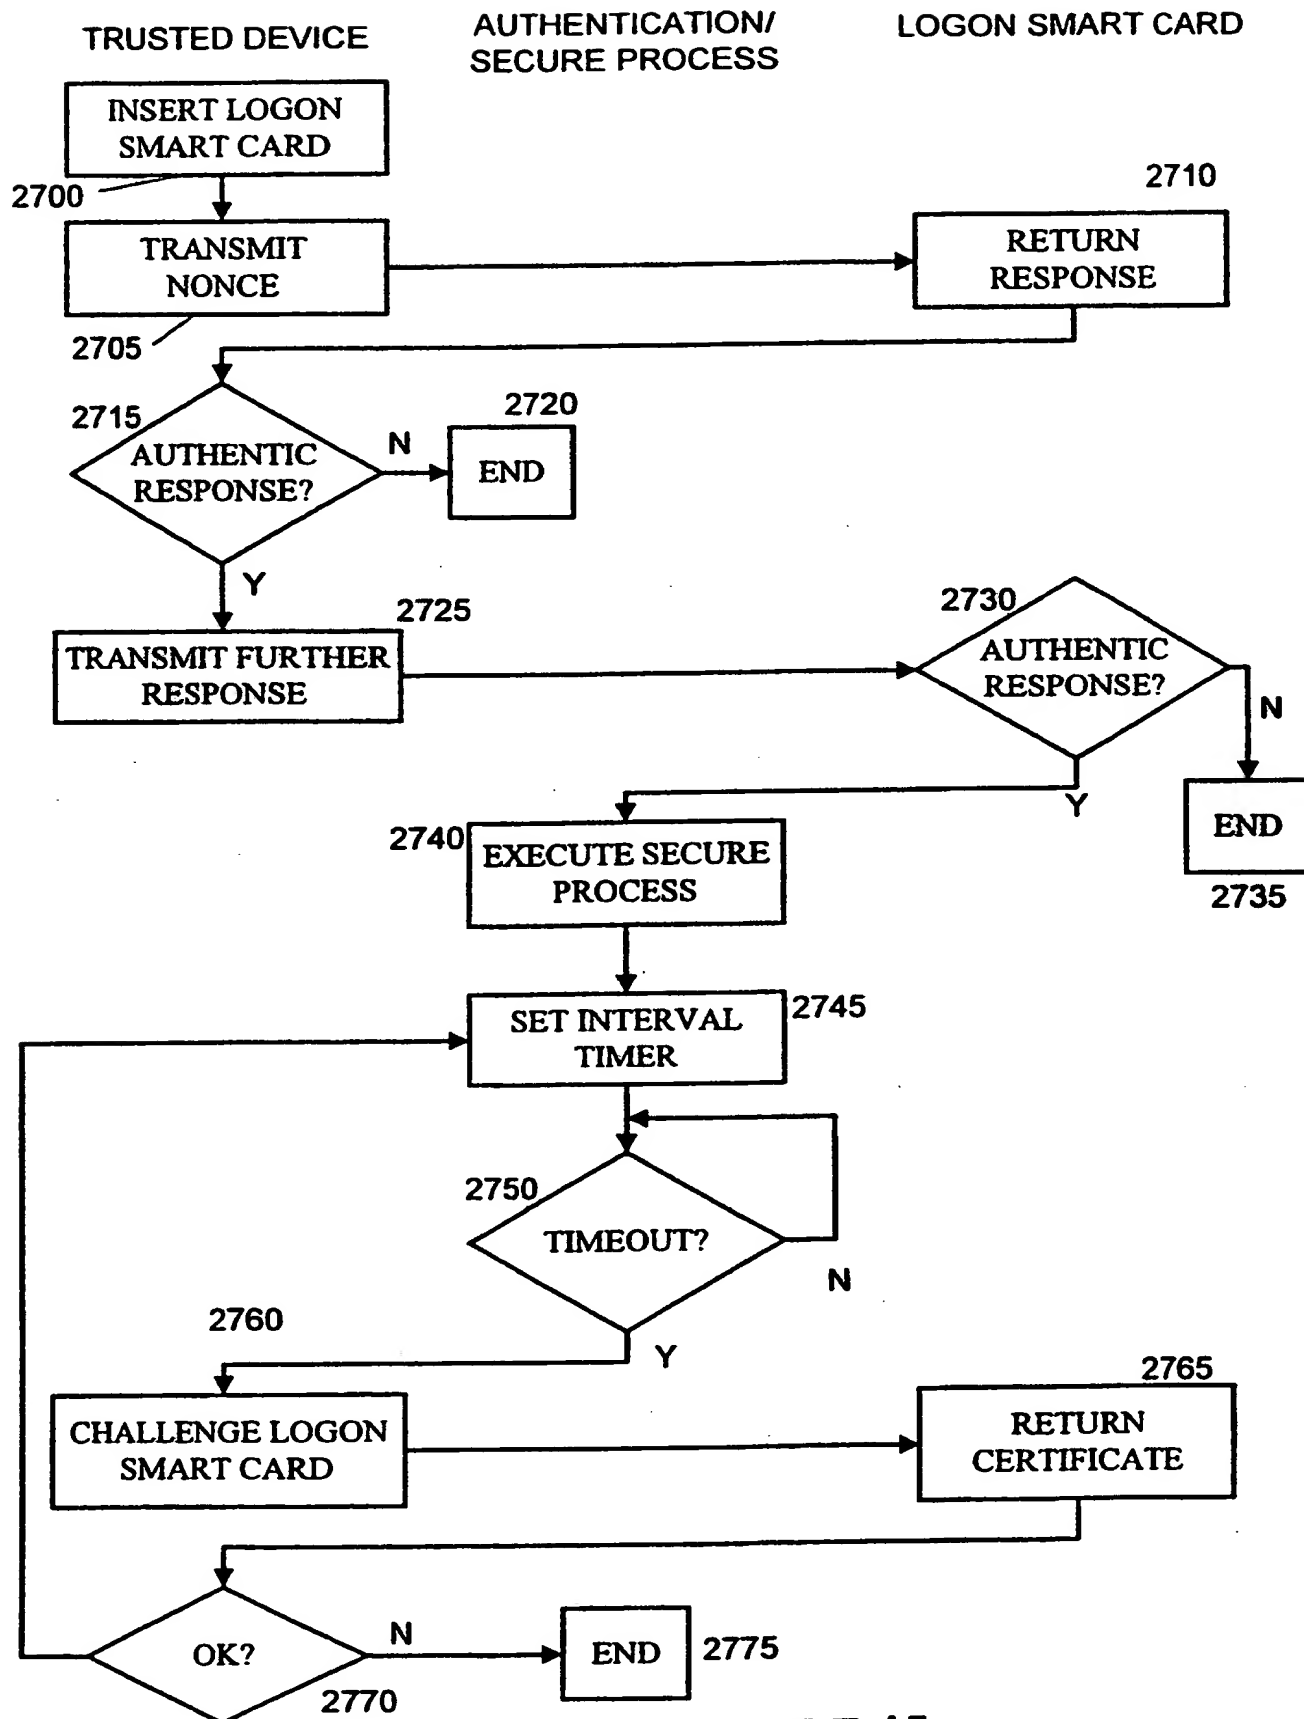 TRUSTED DEVICE
AUTHENTICATION/
SECURE PROCESS
LOGON SMART CARD
INSERT LOGON
SMART CARD
2700
2710
TRANSMIT
NONCE
RETURN
RESPONSE
2705
2715
AUTHENTIC
RESPONSE?
N
2720
END
Y
2725
TRANSMIT FURTHER
RESPONSE
2730
AUTHENTIC
RESPONSE?
N
Y
END
2735
2740
EXECUTE SECURE
PROCESS
2745
SET INTERVAL
TIMER
2750
TIMEOUT?
N
Y
2760
CHALLENGE LOGON
SMART CARD
2765
RETURN
CERTIFICATE
OK?
N
END
2775
2770